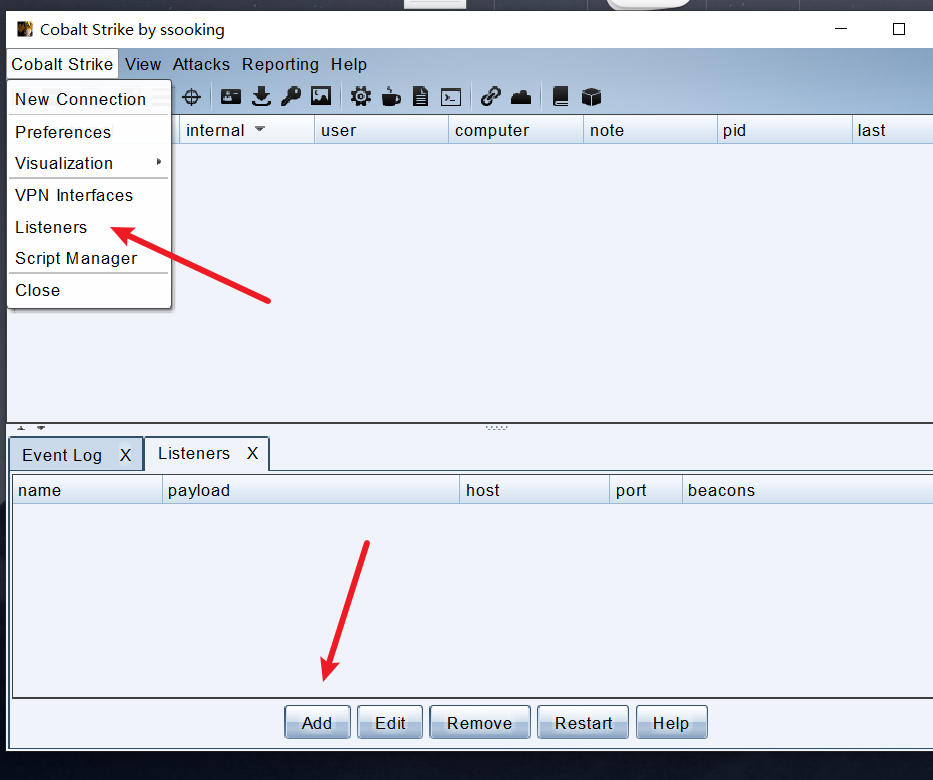 Cobalt Strike by ssooking
Cobalt Strike View Attacks Reporting Help
New Connection
Preferences
Visualization
VPN Interfaces
Listeners
Script Manager
Close
internal user computer note pid last
Event Log X Listeners X
name payload host port beacons
Add Edit Remove Restart Help